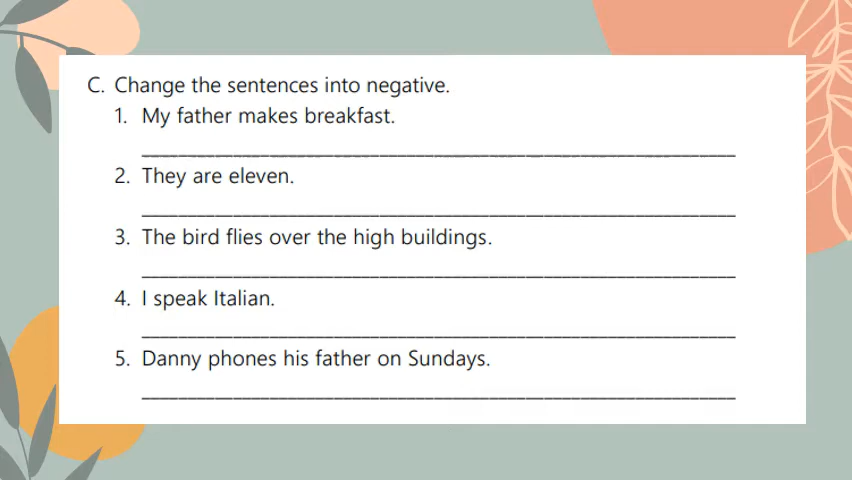 C. Change the sentences into negative.
1. My father makes breakfast.
2. They are eleven.
3. The bird flies over the high buildings.
4. I speak Italian.
5. Danny phones his father on Sundays.